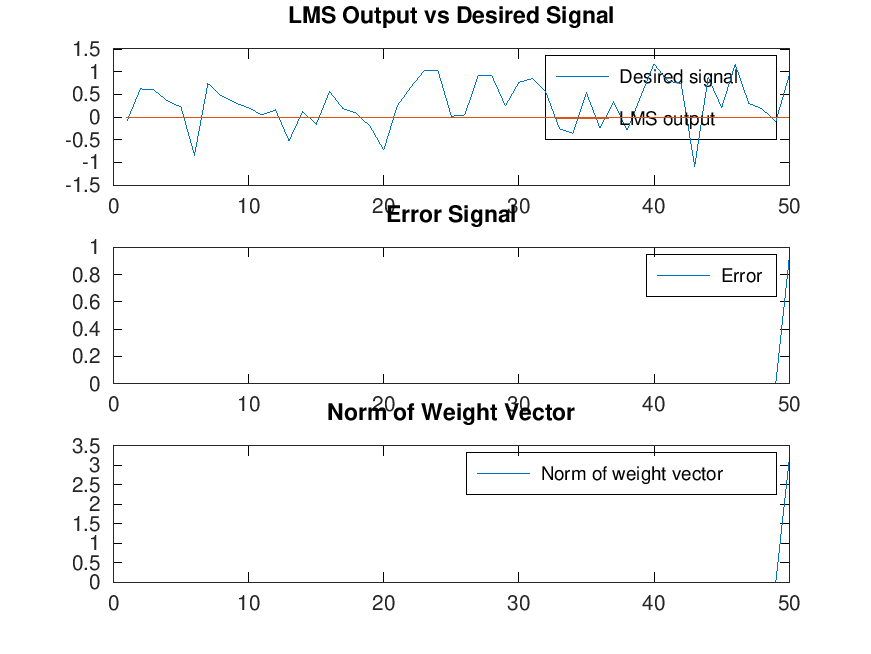 LMS Output vs Desired Signal
1.5
1
0.5
0
-0.5
-1
-1.5
Desired signal
LMS output
0 10 20 30 40 50
Error Signal
1
0.8
0.6
0.4
0.2
0
Error
0 10 20 30 40 50
Norm of Weight Vector
3.5
3
2.5
2
1.5
1
0.5
0
Norm of weight vector
0 10 20 30 40 50